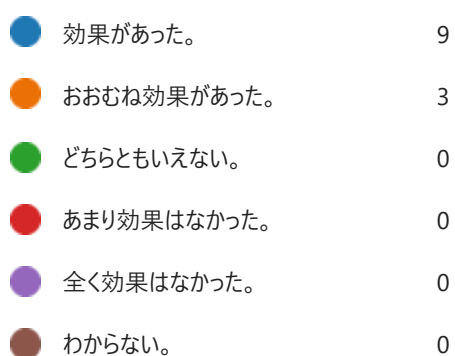 効果があった。 9
おおむね効果があった。 3
どちらともいえない。 0
あまり効果はなかった。 0
全く効果はなかった。 0
わからない。 0